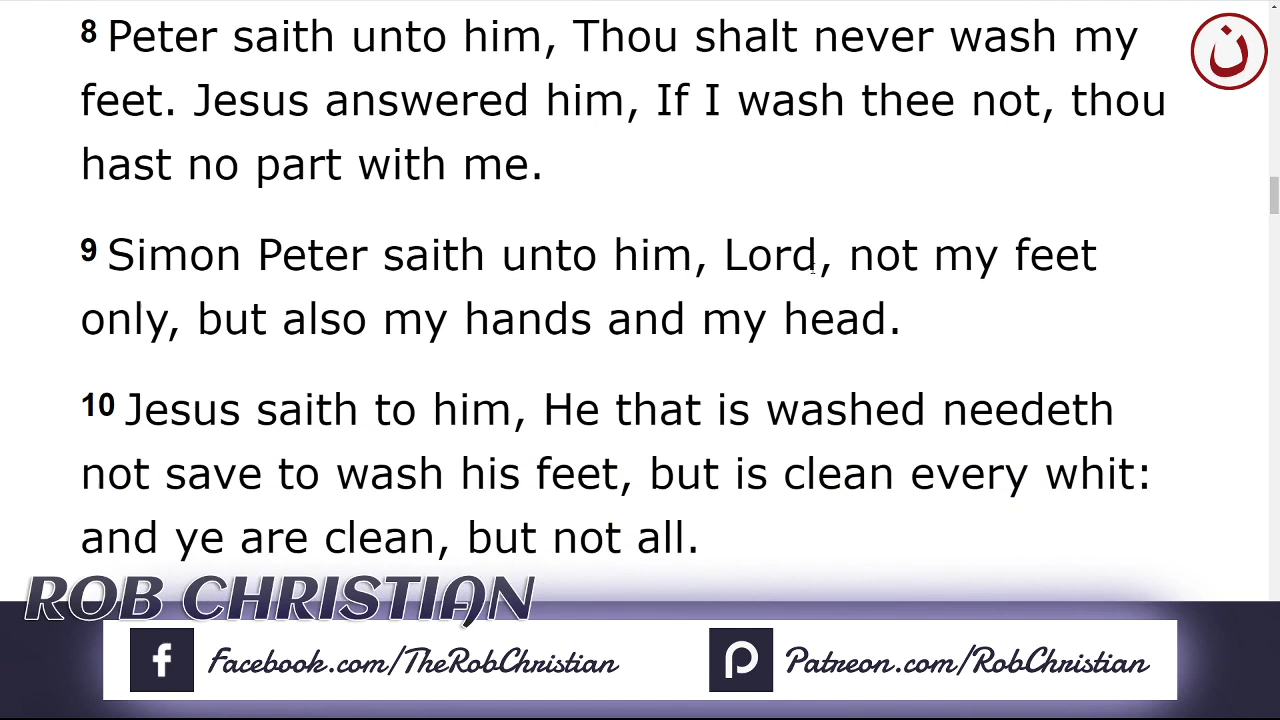 8 Peter saith unto him, Thou shalt never wash my
feet. Jesus answered him, If I wash thee not, thou
hast no part with me.
9 Simon Peter saith unto him, Lord, not my feet
only, but also my hands and my head.
10 Jesus saith to him, He that is washed needeth
not save to wash his feet, but is clean every whit:
and ye are clean, but not all.
ن
ROB CHRISTIAN
Facebook.com/TheRobChristian
Patreon.com/RobChristian